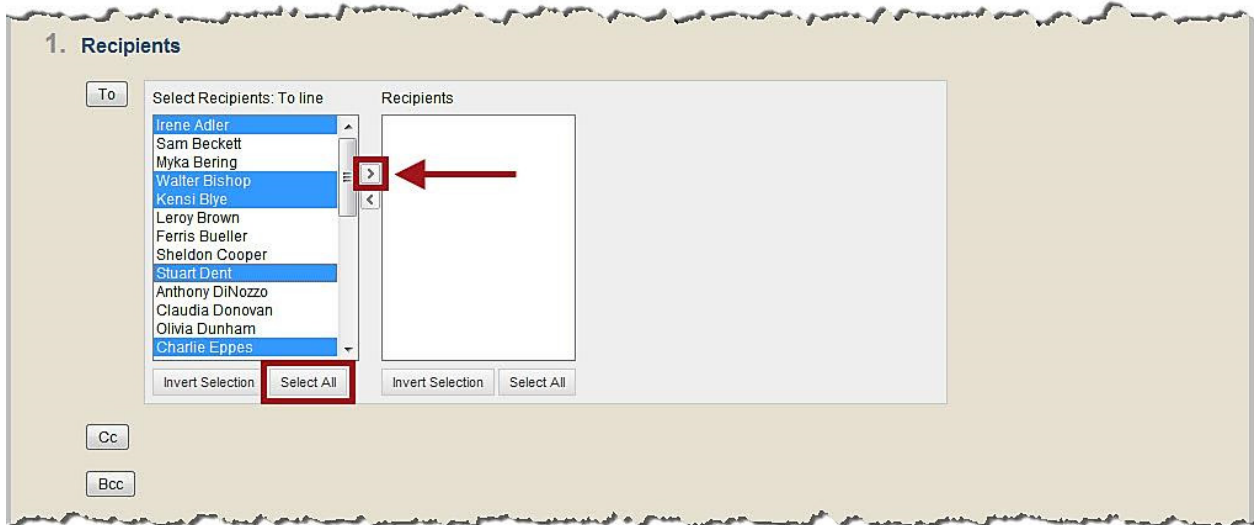 1. Recipients
To
Select Recipients: To line
Recipients
Irene Adler
Sam Beckett
Myka Bering
Walter Bishop
Kensi Blye
Leroy Brown
Ferris Bueller
Sheldon Cooper
Stuart Dent
Anthony DiNozzo
Claudia Donovan
Olivia Dunham
Charlie Eppes
Invert Selection Select All Invert Selection Select All
Cc
Bcc